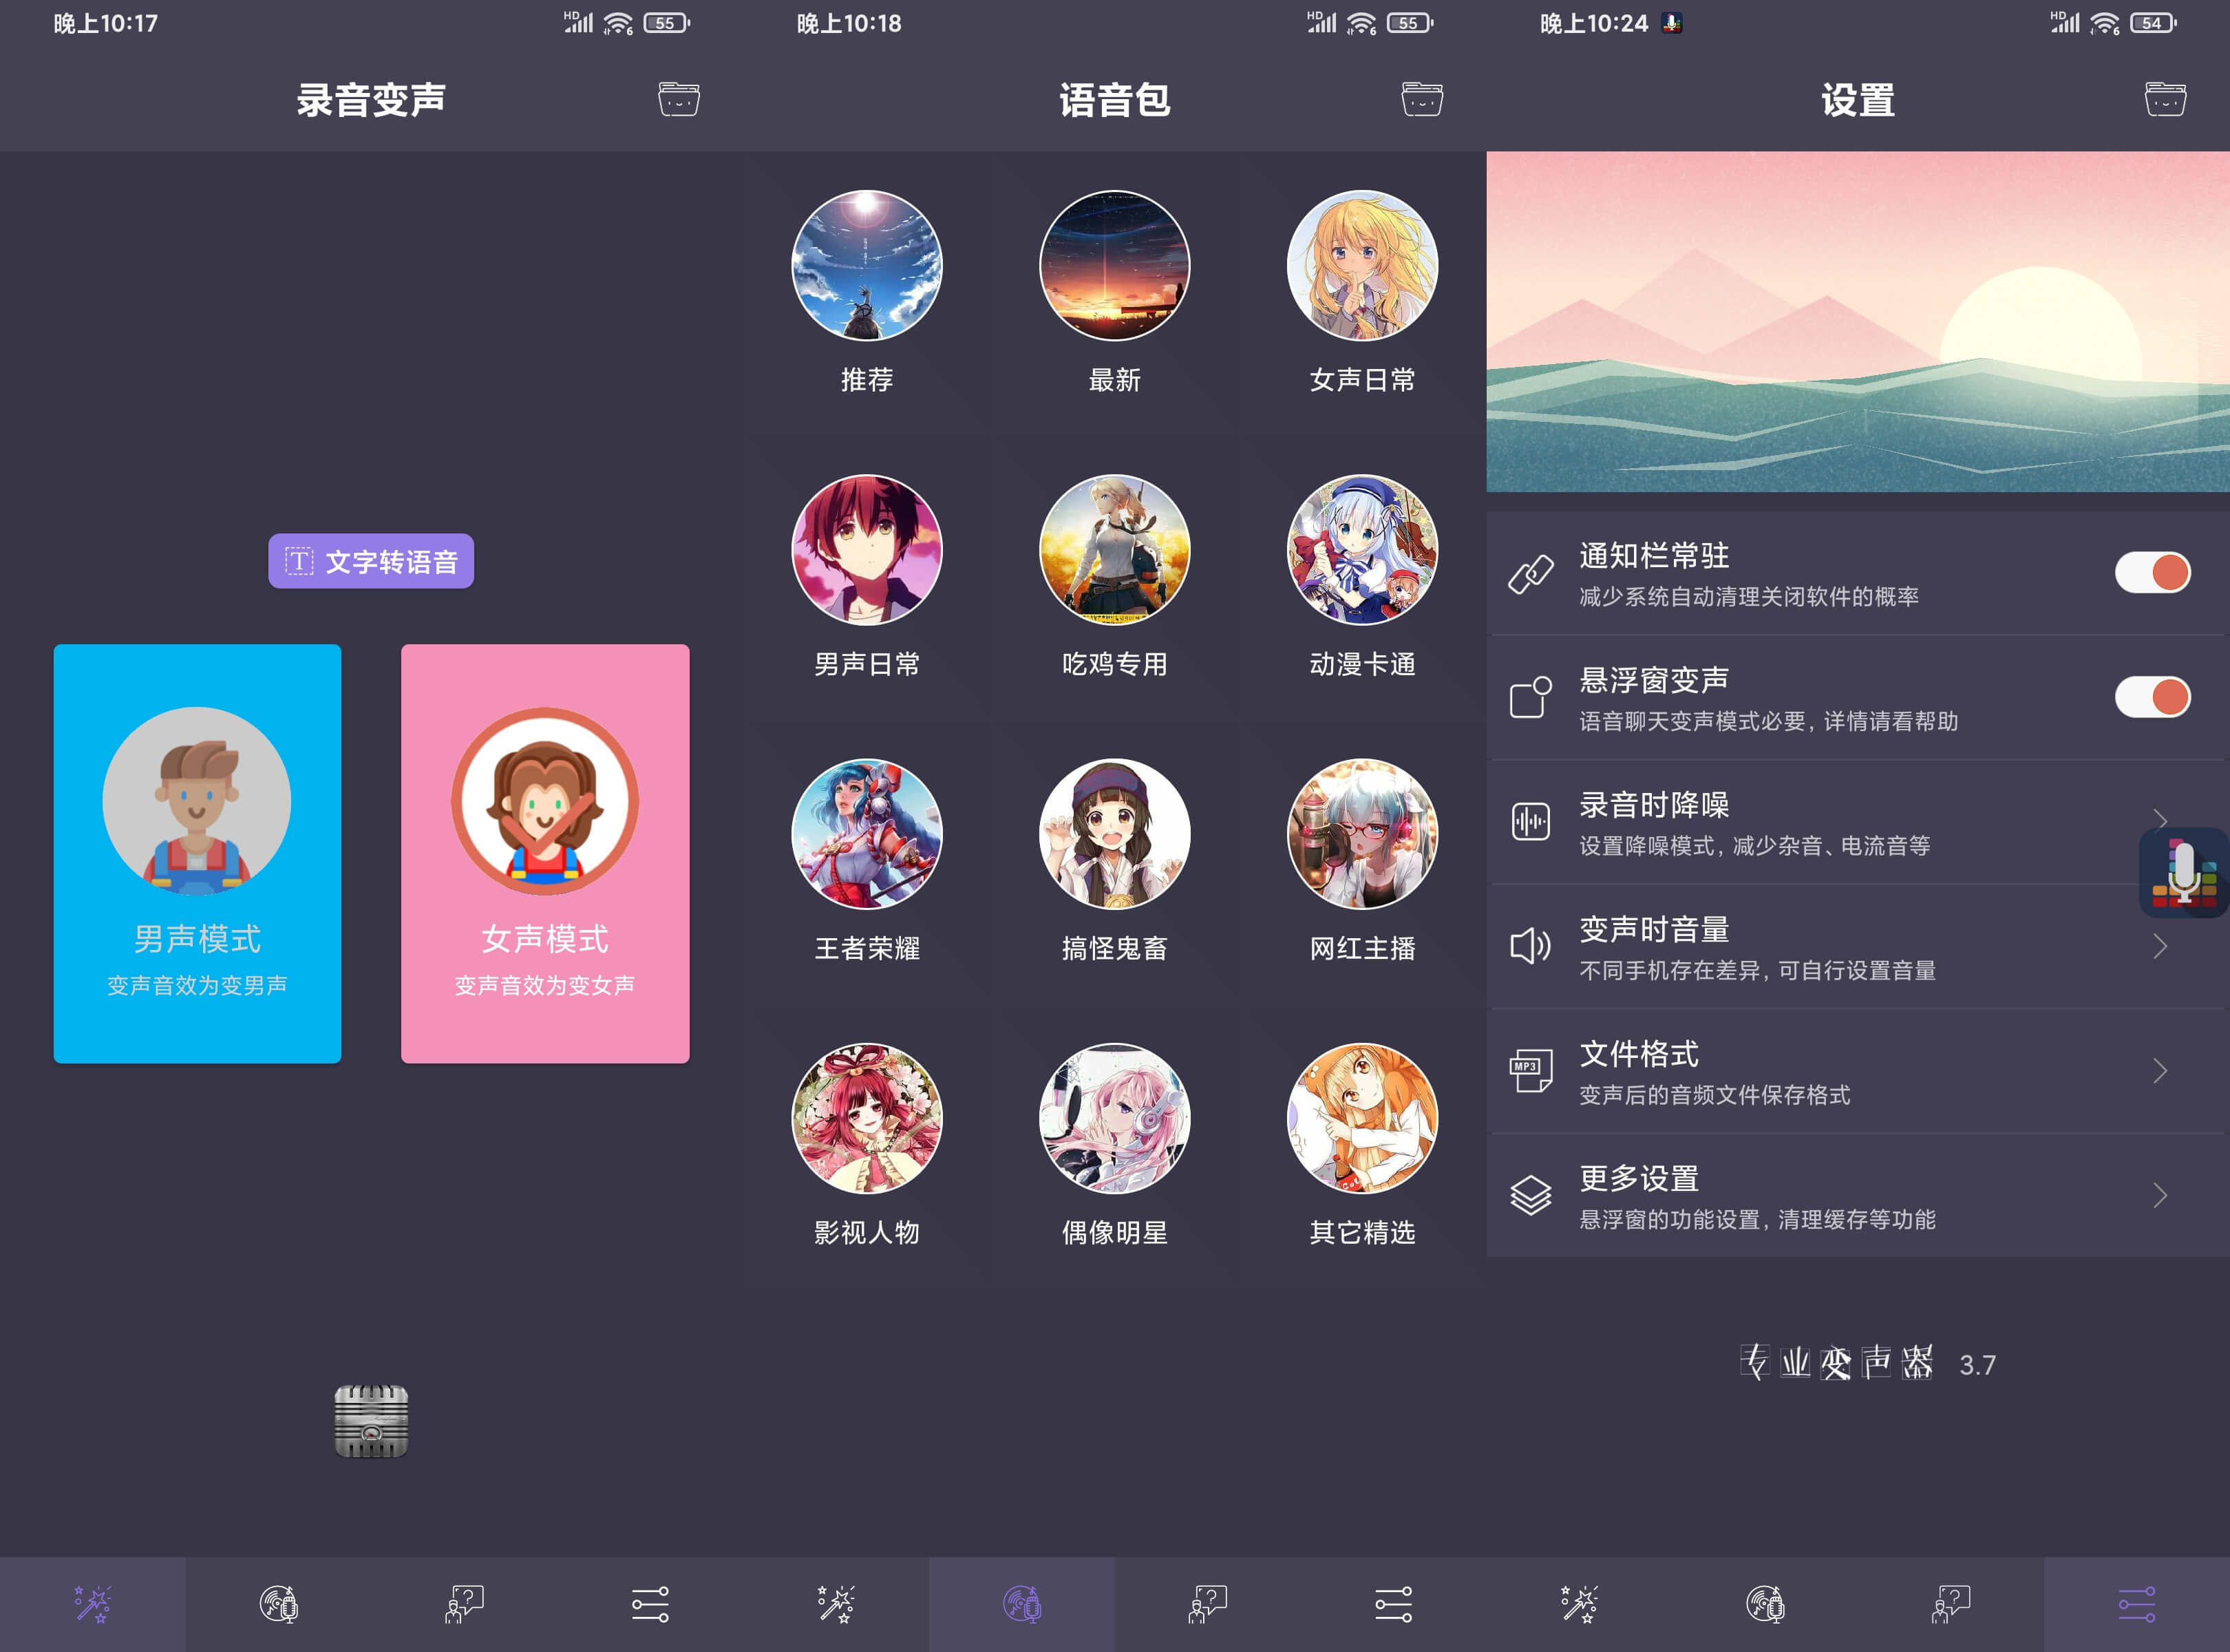 晚上10:17
HD
6
55
录音变声
T 文字转语音
男声模式
变声音效为变男声
女声模式
变声音效为变女声
?
晚上10:18
HD
6
55
语音包
推荐
最新
女声日常
男声日常
吃鸡专用
动漫卡通
王者荣耀
搞怪鬼畜
网红主播
影视人物
偶像明星
其它精选
?
晚上10:24
HD
6
54
设置
通知栏常驻
减少系统自动清理关闭软件的概率
悬浮窗变声
语音聊天变声模式必要,详情请看帮助
录音时降噪
设置降噪模式,减少杂音、电流音等
变声时音量
不同手机存在差异,可自行设置音量
MP3
文件格式
变声后的音频文件保存格式
更多设置
悬浮窗的功能设置,清理缓存等功能
专业变声器 3.7
?